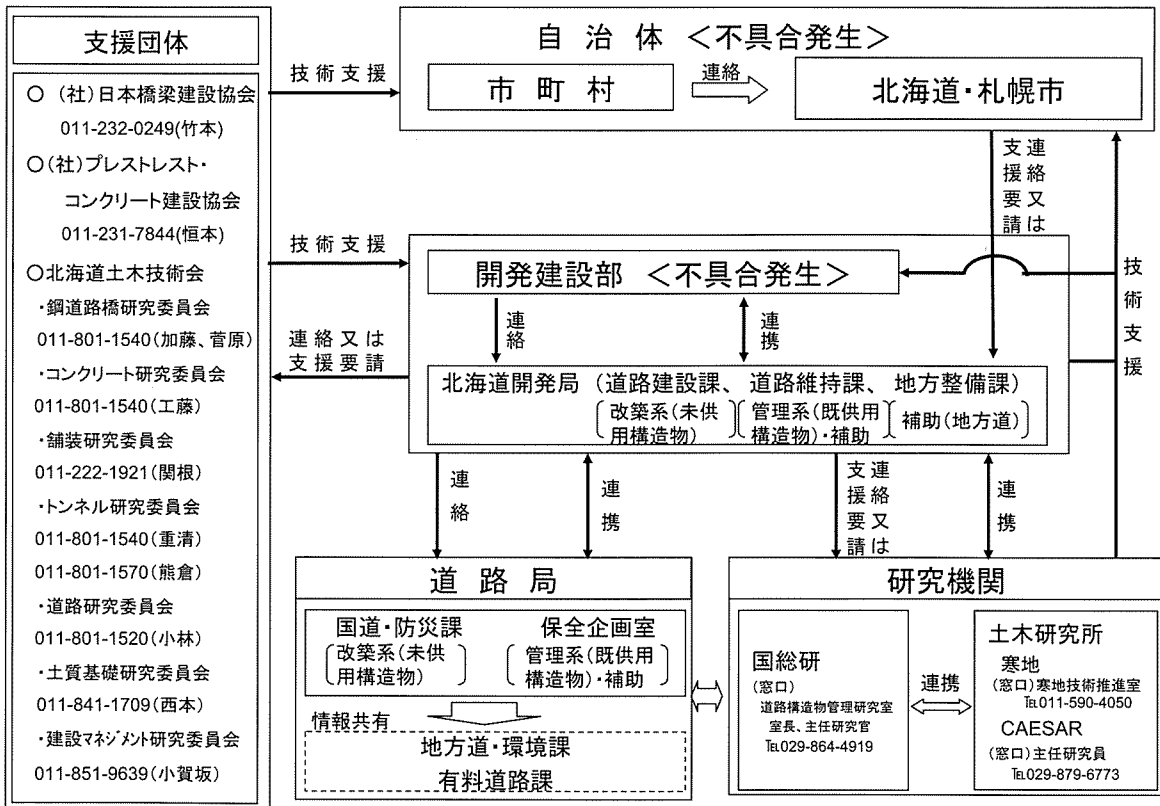 支援団体
○ (社)日本橋梁建設協会
011-232-0249(竹本)
○(社)プレストレスト・
コンクリート建設協会
011-231-7844(恒本)
○北海道土木技術会
・鋼道路橋研究委員会
011-801-1540(加藤、菅原)
・コンクリート研究委員会
011-801-1540(工藤)
・舗装研究委員会
011-222-1921(関根)
・トンネル研究委員会
011-801-1540(重清)
011-801-1570(熊倉)
・道路研究委員会
011-801-1520(小林)
・土質基礎研究委員会
011-841-1709(西本)
・建設マネジメント研究委員会
011-851-9639(小賀坂)
技術支援
自治体 <不具合発生>
市町村
連絡
北海道・札幌市
連絡又は
支援要請
技術支援
技術支援
連絡又は
支援要請
開発建設部 <不具合発生>
連絡
連携
北海道開発局 (道路建設課、道路維持課、地方整備課)
改築系(未供
用構造物)
管理系(既供用
構造物)・補助
補助(地方道)
連絡
連携
連絡又は
支援要請
連携
道路局
国道・防災課
改築系(未供
用構造物)
保全企画室
管理系(既供用
構造物)・補助
情報共有
地方道・環境課
有料道路課
研究機関
国総研
(窓口)
道路構造物管理研究室
室長、主任研究官
℡029-864-4919
連携
土木研究所
寒地
(窓口)寒地技術推進室
℡011-590-4050
CAESAR
(窓口)主任研究員
℡029-879-6773